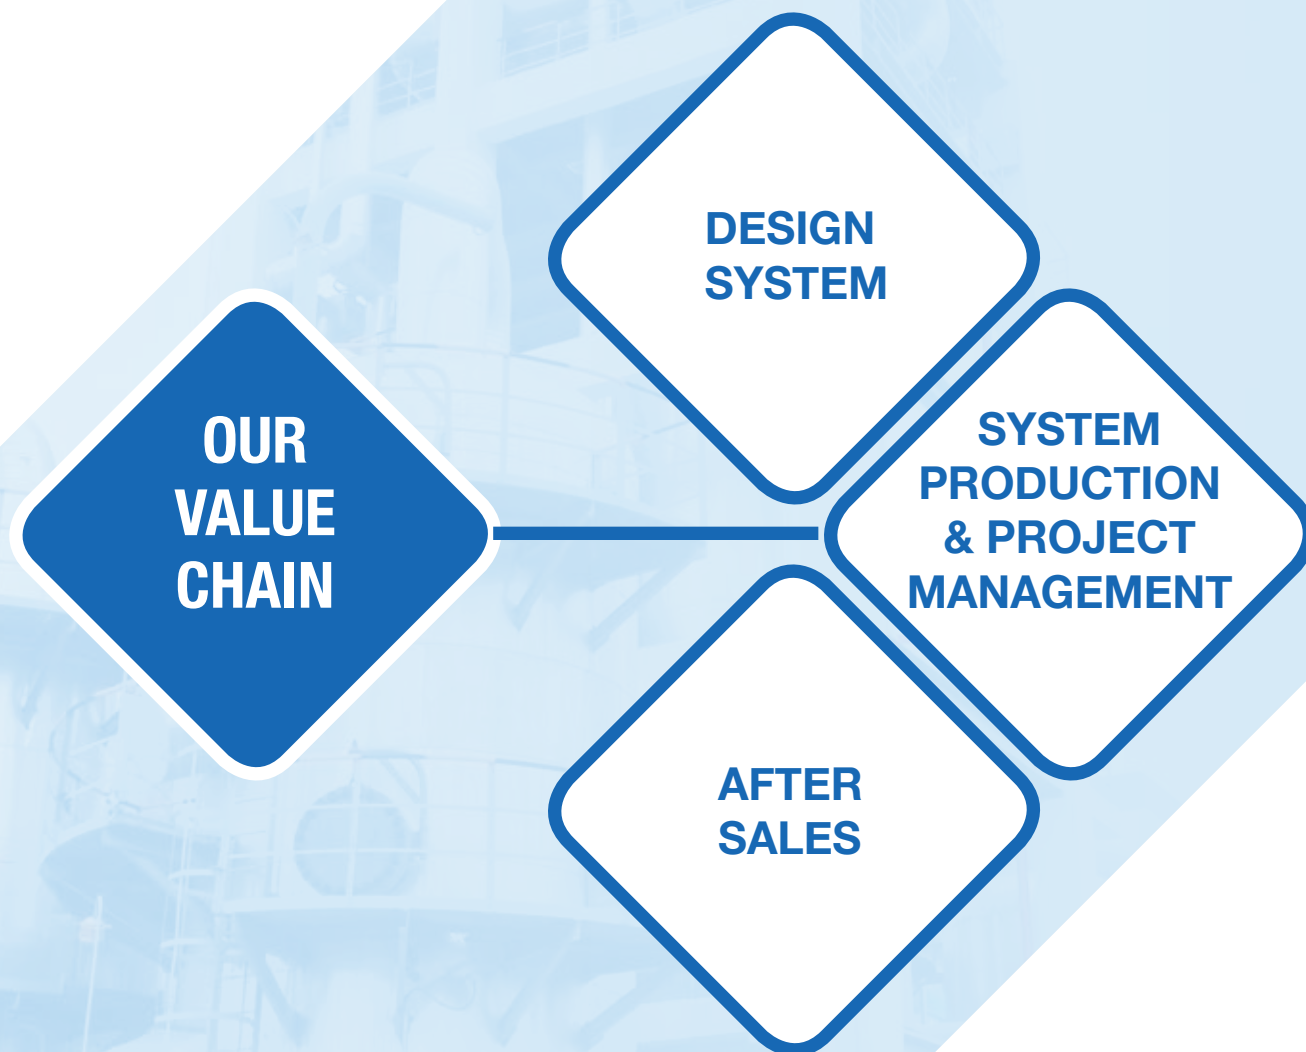 OUR
VALUE
CHAIN
DESIGN
SYSTEM
SYSTEM
PRODUCTION
& PROJECT
MANAGEMENT
AFTER
SALES